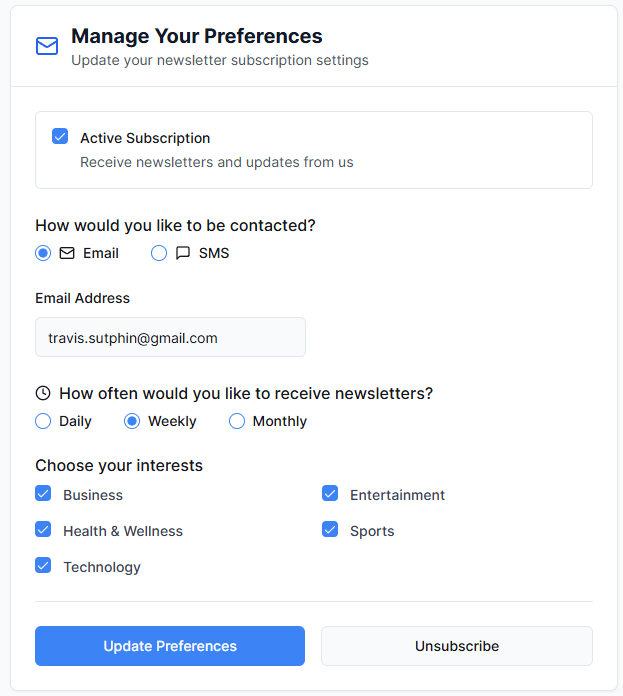 Manage Your Preferences
Update your newsletter subscription settings
Active Subscription
Receive newsletters and updates from us
How would you like to be contacted?
Email SMS
Email Address
travis.sutphin@gmail.com
How often would you like to receive newsletters?
Daily Weekly Monthly
Choose your interests
Business Entertainment
Health & Wellness Sports
Technology
Update Preferences Unsubscribe